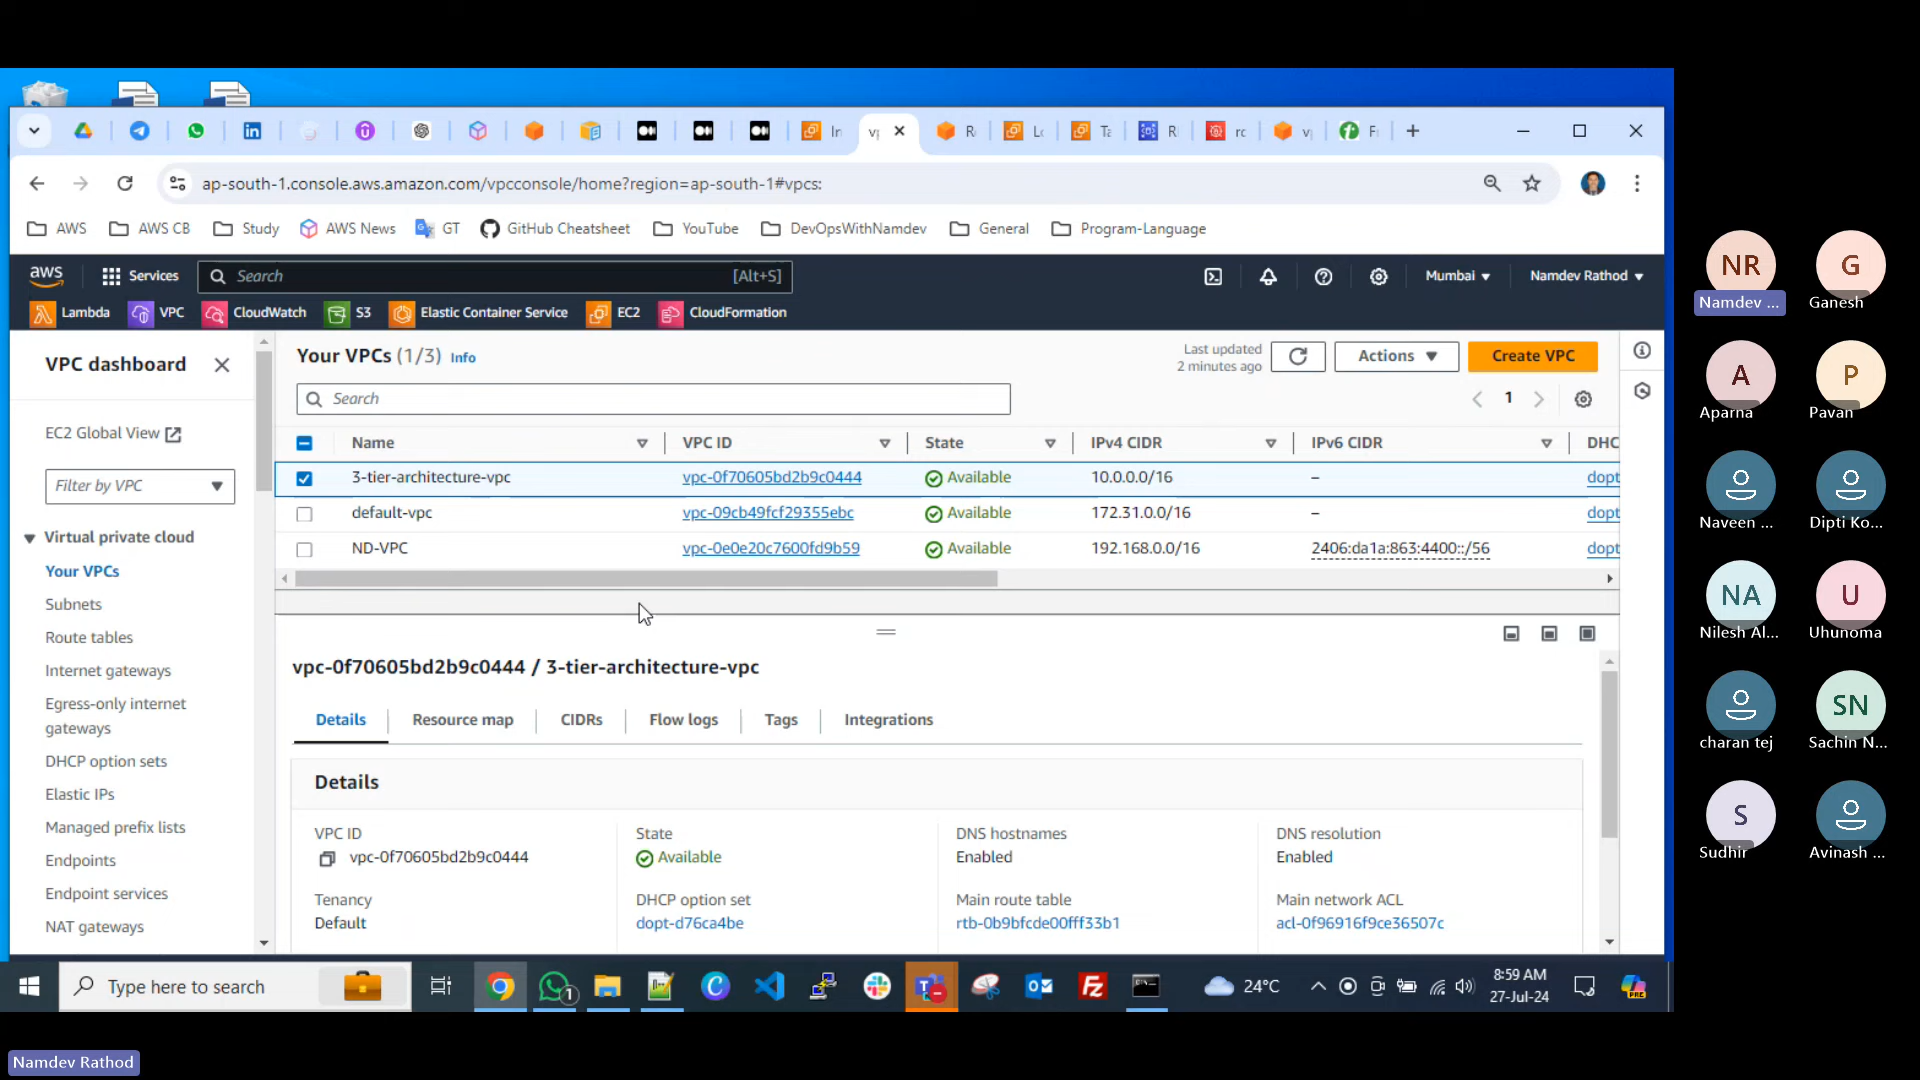 In
vp
R
Lo
Ta
R
ro
v
F
ap-south-1.console.aws.amazon.com/vpcconsole/home?region=ap-south-1#vpcs:
AWS
AWS CB
Study
AWS News
GT
GitHub Cheatsheet
YouTube
DevOpsWithNamdev
General
Program-Language
aws
Services
Search
[Alt+S]
Mumbai
Namdev Rathod
Lambda
VPC
CloudWatch
S3
Elastic Container Service
EC2
CloudFormation
VPC dashboard
EC2 Global View
Filter by VPC
Virtual private cloud
Your VPCs
Subnets
Route tables
Internet gateways
Egress-only internet
gateways
DHCP option sets
Elastic IPs
Managed prefix lists
Endpoints
Endpoint services
NAT gateways
Your VPCs (1/3) Info
Last updated
2 minutes ago
Actions
Create VPC
Search
1
Name VPC ID State IPv4 CIDR IPv6 CIDR DHC
3-tier-architecture-vpc vpc-0f70605bd2b9c0444 Available 10.0.0.0/16 – dopt
default-vpc vpc-09cb49fcf29355ebc Available 172.31.0.0/16 – dopt
ND-VPC vpc-0e0e20c7600fd9b59 Available 192.168.0.0/16 2406:da1a:863:4400::/56 dopt
vpc-0f70605bd2b9c0444 / 3-tier-architecture-vpc
Details
Resource map
CIDRs
Flow logs
Tags
Integrations
Details
VPC ID
vpc-0f70605bd2b9c0444
State
Available
DNS hostnames
Enabled
DNS resolution
Enabled
Tenancy
Default
DHCP option set
dopt-d76ca4be
Main route table
rtb-0b9bfcde00fff33b1
Main network ACL
acl-0f96916f9ce36507c
Type here to search
1
24°C
8:59 AM
27-Jul-24
PRE
NR
Namdev ...
G
Ganesh
A
Aparna
P
Pavan
Naveen ...
Dipti Ko...
NA
Nilesh Al...
U
Uhunoma
charan tej
SN
Sachin N...
S
Sudhir
Avinash ...
Namdev Rathod